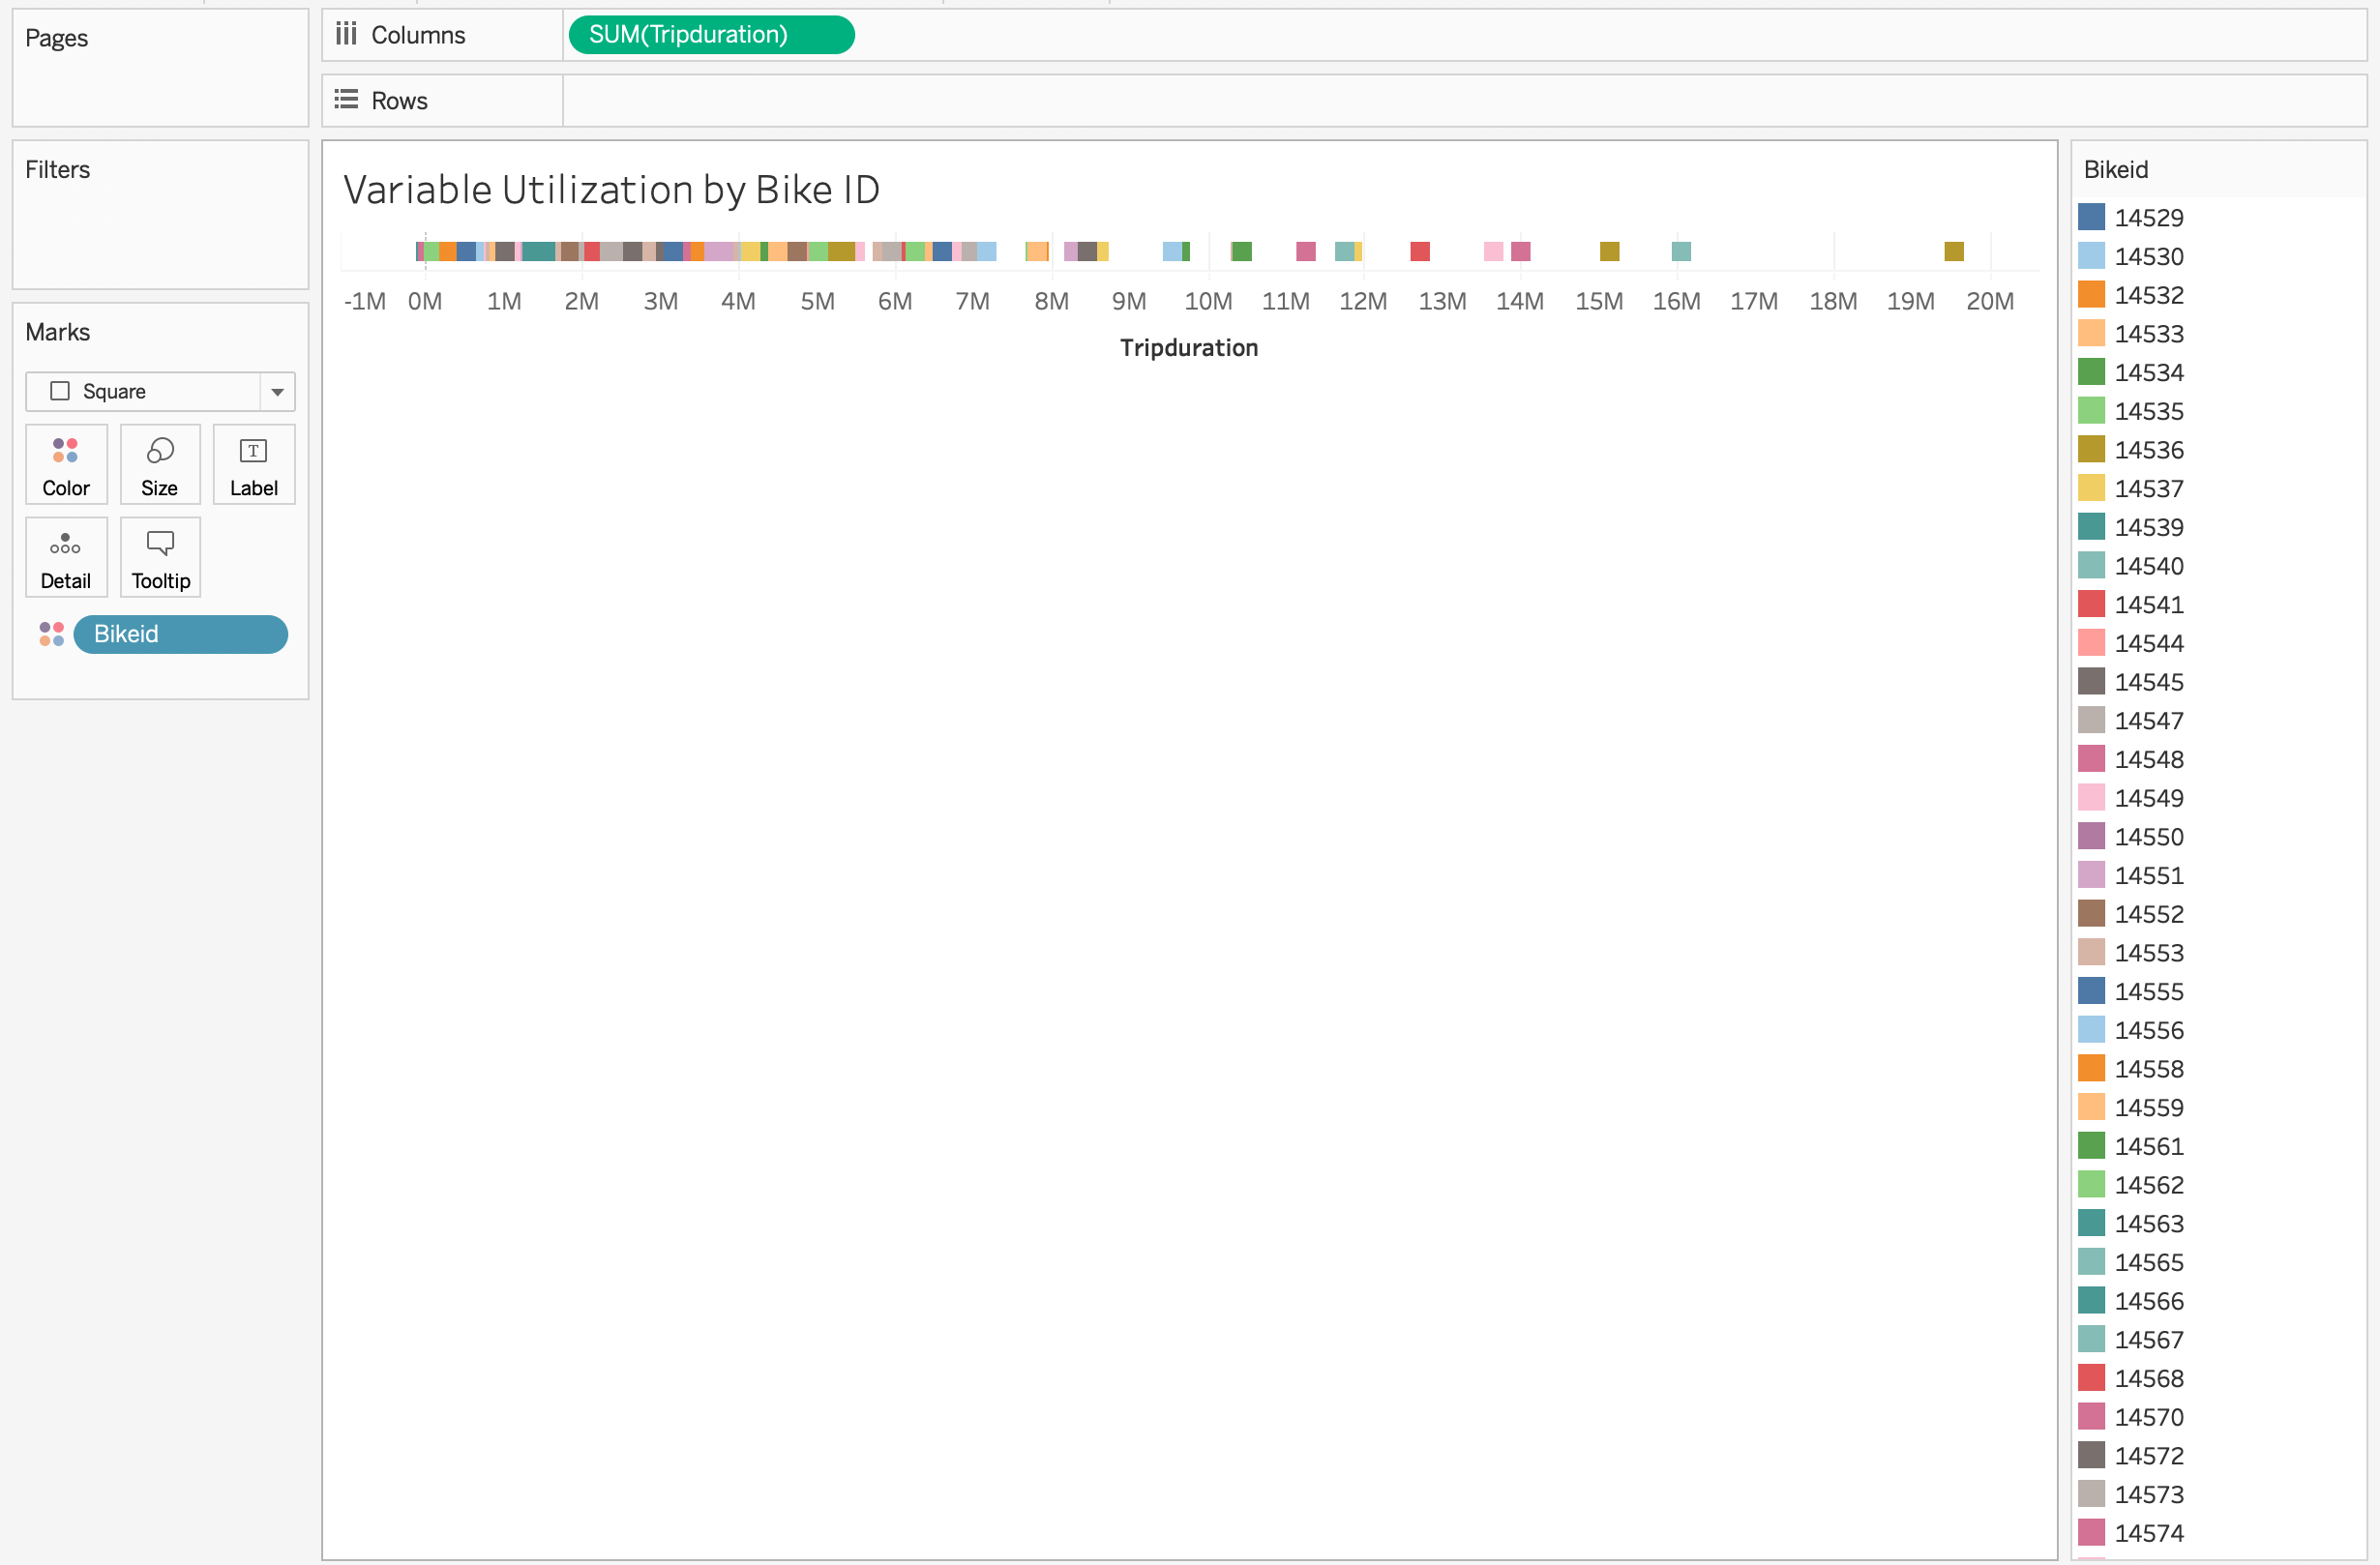 Pages
Columns
SUM(Tripduration)
Rows
Filters
Marks
Square
Color
Size
T
Label
Detail
Tooltip
Bikeid
Variable Utilization by Bike ID
-1M 0M 1M 2M 3M 4M 5M 6M 7M 8M 9M 10M 11M 12M 13M 14M 15M 16M 17M 18M 19M 20M
Tripduration
Bikeid
14529
14530
14532
14533
14534
14535
14536
14537
14539
14540
14541
14544
14545
14547
14548
14549
14550
14551
14552
14553
14555
14556
14558
14559
14561
14562
14563
14565
14566
14567
14568
14570
14572
14573
14574